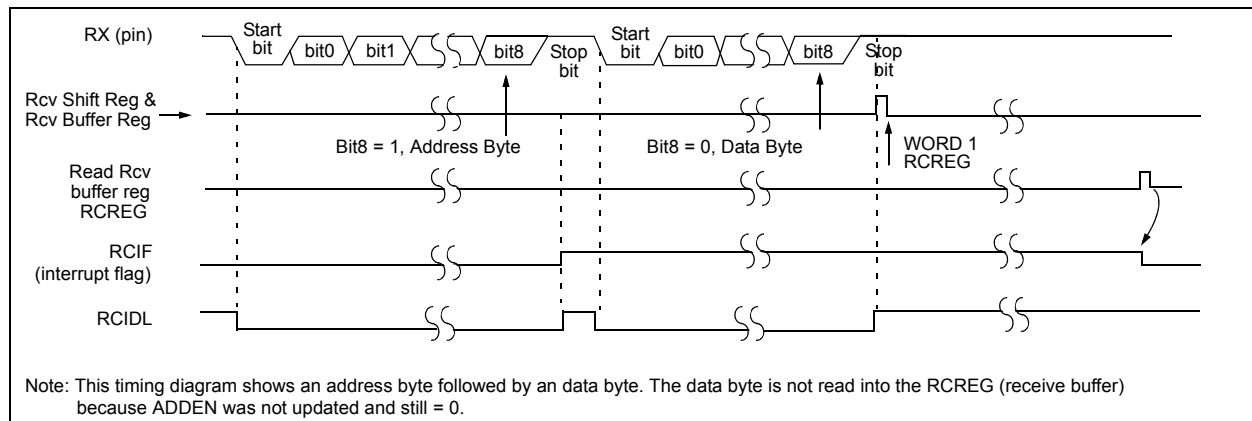 RX (pin)
Start
bit
bit0
bit1
bit8
Stop
bit
Start
bit
bit0
bit8
Stop
bit
Rcv Shift Reg &
Rcv Buffer Reg
Bit8 = 1, Address Byte
Bit8 = 0, Data Byte
WORD 1
RCREG
Read Rcv
buffer reg
RCREG
RCIF
(interrupt flag)
RCIDL
Note: This timing diagram shows an address byte followed by an data byte. The data byte is not read into the RCREG (receive buffer)
because ADDEN was not updated and still = 0.